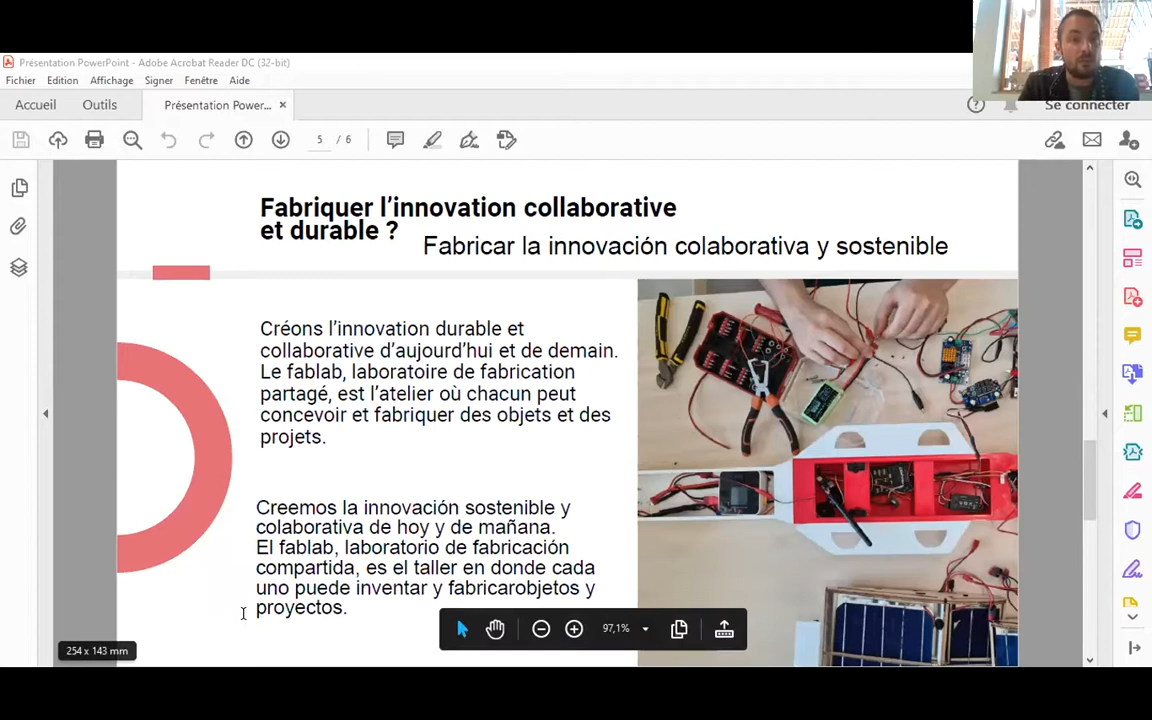 Présentation PowerPoint - Adobe Acrobat Reader DC (32-bit)
Fichier Edition Affichage Signer Fenêtre Aide
Accueil Outils Présentation Power... ×
Se connecter
5 / 6
Fabriquer l’innovation collaborative
et durable ?
Fabricar la innovación colaborativa y sostenible
Créons l’innovation durable et
collaborative d’aujourd’hui et de demain.
Le fablab, laboratoire de fabrication
partagé, est l’atelier où chacun peut
concevoir et fabriquer des objets et des
projets.
Creemos la innovación sostenible y
colaborativa de hoy y de mañana.
El fablab, laboratorio de fabricación
compartida, es el taller en donde cada
uno puede inventar y fabricarobjetos y
proyectos.
97,1%
254 x 143 mm